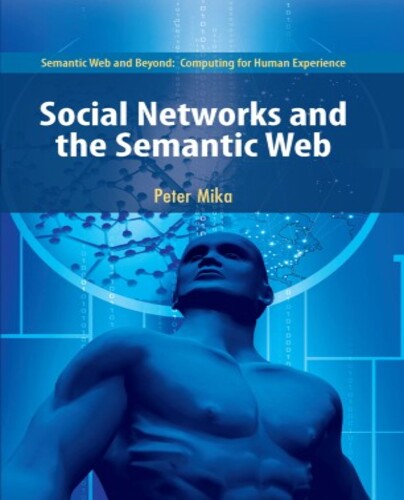 Semantic Web and Beyond: Computing for Human Experience
Social Networks and
the Semantic Web
Peter Mika